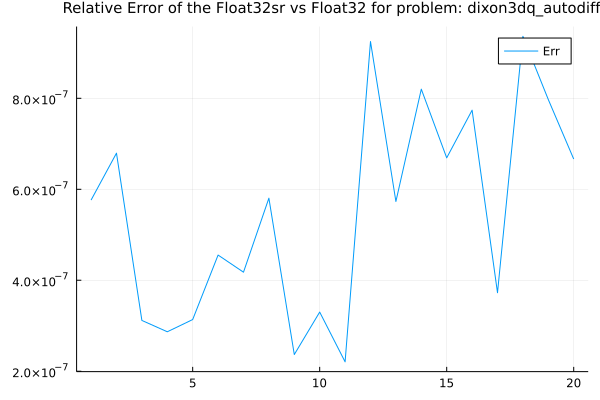 Relative Error of the Float32sr vs Float32 for problem: dixon3dq_autodiff
Err
8.0×10⁻⁷
6.0×10⁻⁷
4.0×10⁻⁷
2.0×10⁻⁷
5 10 15 20